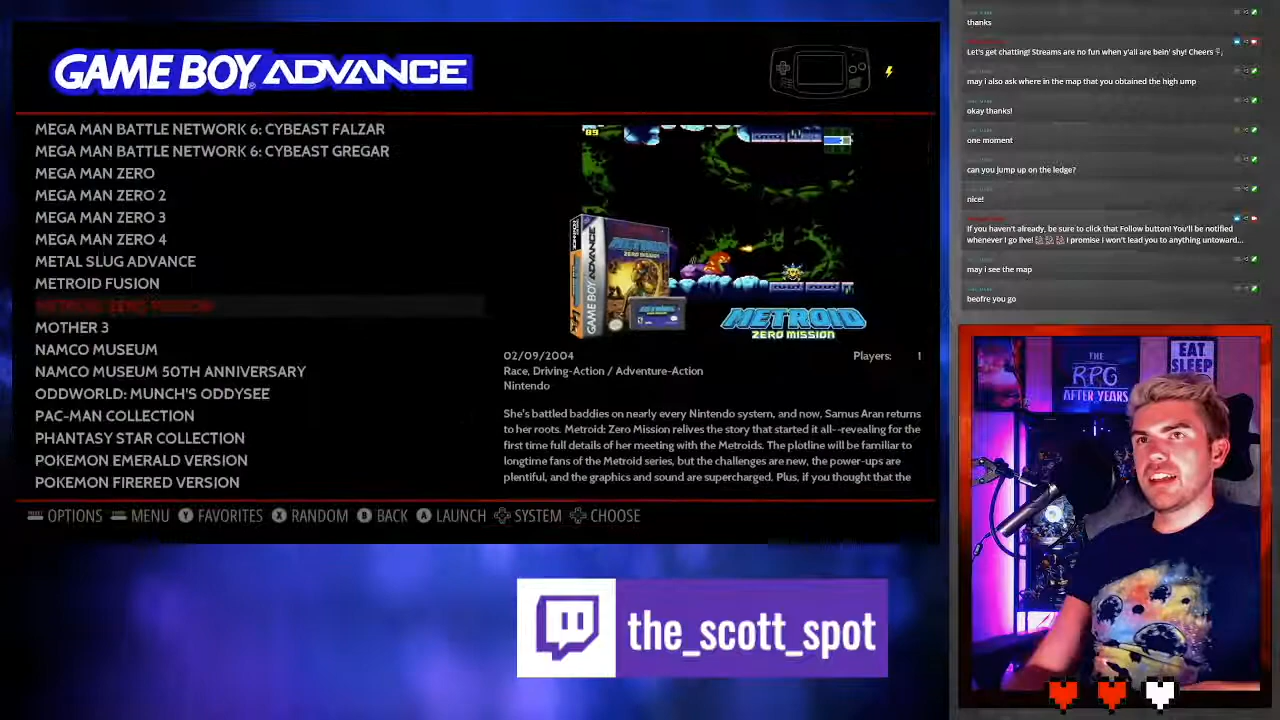 GAME BOY ADVANCE
MEGA MAN BATTLE NETWORK 6: CYBEAST FALZAR
MEGA MAN BATTLE NETWORK 6: CYBEAST GREGAR
MEGA MAN ZERO
MEGA MAN ZERO 2
MEGA MAN ZERO 3
MEGA MAN ZERO 4
METAL SLUG ADVANCE
METROID FUSION
METROID: ZERO MISSION
MOTHER 3
NAMCO MUSEUM
NAMCO MUSEUM 50TH ANNIVERSARY
ODDWORLD: MUNCH'S ODDYSEE
PAC-MAN COLLECTION
PHANTASY STAR COLLECTION
POKEMON EMERALD VERSION
POKEMON FIRERED VERSION
89
GAME BOY ADVANCE
METROID
ZERO MISSION
METROID
ZERO MISSION
02/09/2004
Players: 1
Race, Driving-Action / Adventure-Action
Nintendo
She's battled baddies on nearly every Nintendo system, and now, Samus Aran returns
to her roots. Metroid: Zero Mission relives the story that started it all--revealing for the
first time full details of her meeting with the Metroids. The plotline will be familiar to
longtime fans of the Metroid series, but the challenges are new, the power-ups are
plentiful, and the graphics and sound are supercharged. Plus, if you thought that the
OPTIONS MENU Y FAVORITES X RANDOM B BACK A LAUNCH SYSTEM CHOOSE
the_scott_spot
thanks
Let's get chatting! Streams are no fun when y'all are bein' shy! Cheers
may i also ask where in the map that you obtained the high ump
okay thanks!
one moment
can you jump up on the ledge?
nice!
If you haven't already, be sure to click that Follow button! You'll be notified
whenever I go live! I promise I won't lead you to anything untoward...
may i see the map
beofre you go
THE
RPG
AFTER YEARS
EAT
SLEEP